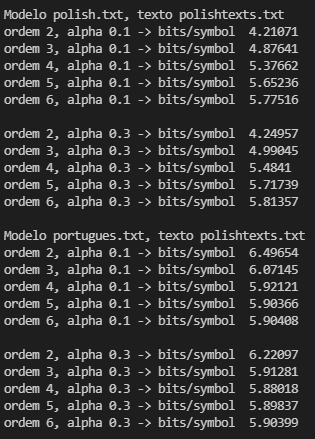 Modelo polish.txt, texto polishtexts.txt
ordem 2, alpha 0.1 -> bits/symbol  4.21071
ordem 3, alpha 0.1 -> bits/symbol  4.87641
ordem 4, alpha 0.1 -> bits/symbol  5.37662
ordem 5, alpha 0.1 -> bits/symbol  5.65236
ordem 6, alpha 0.1 -> bits/symbol  5.77516

ordem 2, alpha 0.3 -> bits/symbol  4.24957
ordem 3, alpha 0.3 -> bits/symbol  4.99045
ordem 4, alpha 0.3 -> bits/symbol  5.4841
ordem 5, alpha 0.3 -> bits/symbol  5.71739
ordem 6, alpha 0.3 -> bits/symbol  5.81357

Modelo portugues.txt, texto polishtexts.txt
ordem 2, alpha 0.1 -> bits/symbol  6.49654
ordem 3, alpha 0.1 -> bits/symbol  6.07145
ordem 4, alpha 0.1 -> bits/symbol  5.92121
ordem 5, alpha 0.1 -> bits/symbol  5.90366
ordem 6, alpha 0.1 -> bits/symbol  5.90408

ordem 2, alpha 0.3 -> bits/symbol  6.22097
ordem 3, alpha 0.3 -> bits/symbol  5.91281
ordem 4, alpha 0.3 -> bits/symbol  5.88018
ordem 5, alpha 0.3 -> bits/symbol  5.89837
ordem 6, alpha 0.3 -> bits/symbol  5.90399